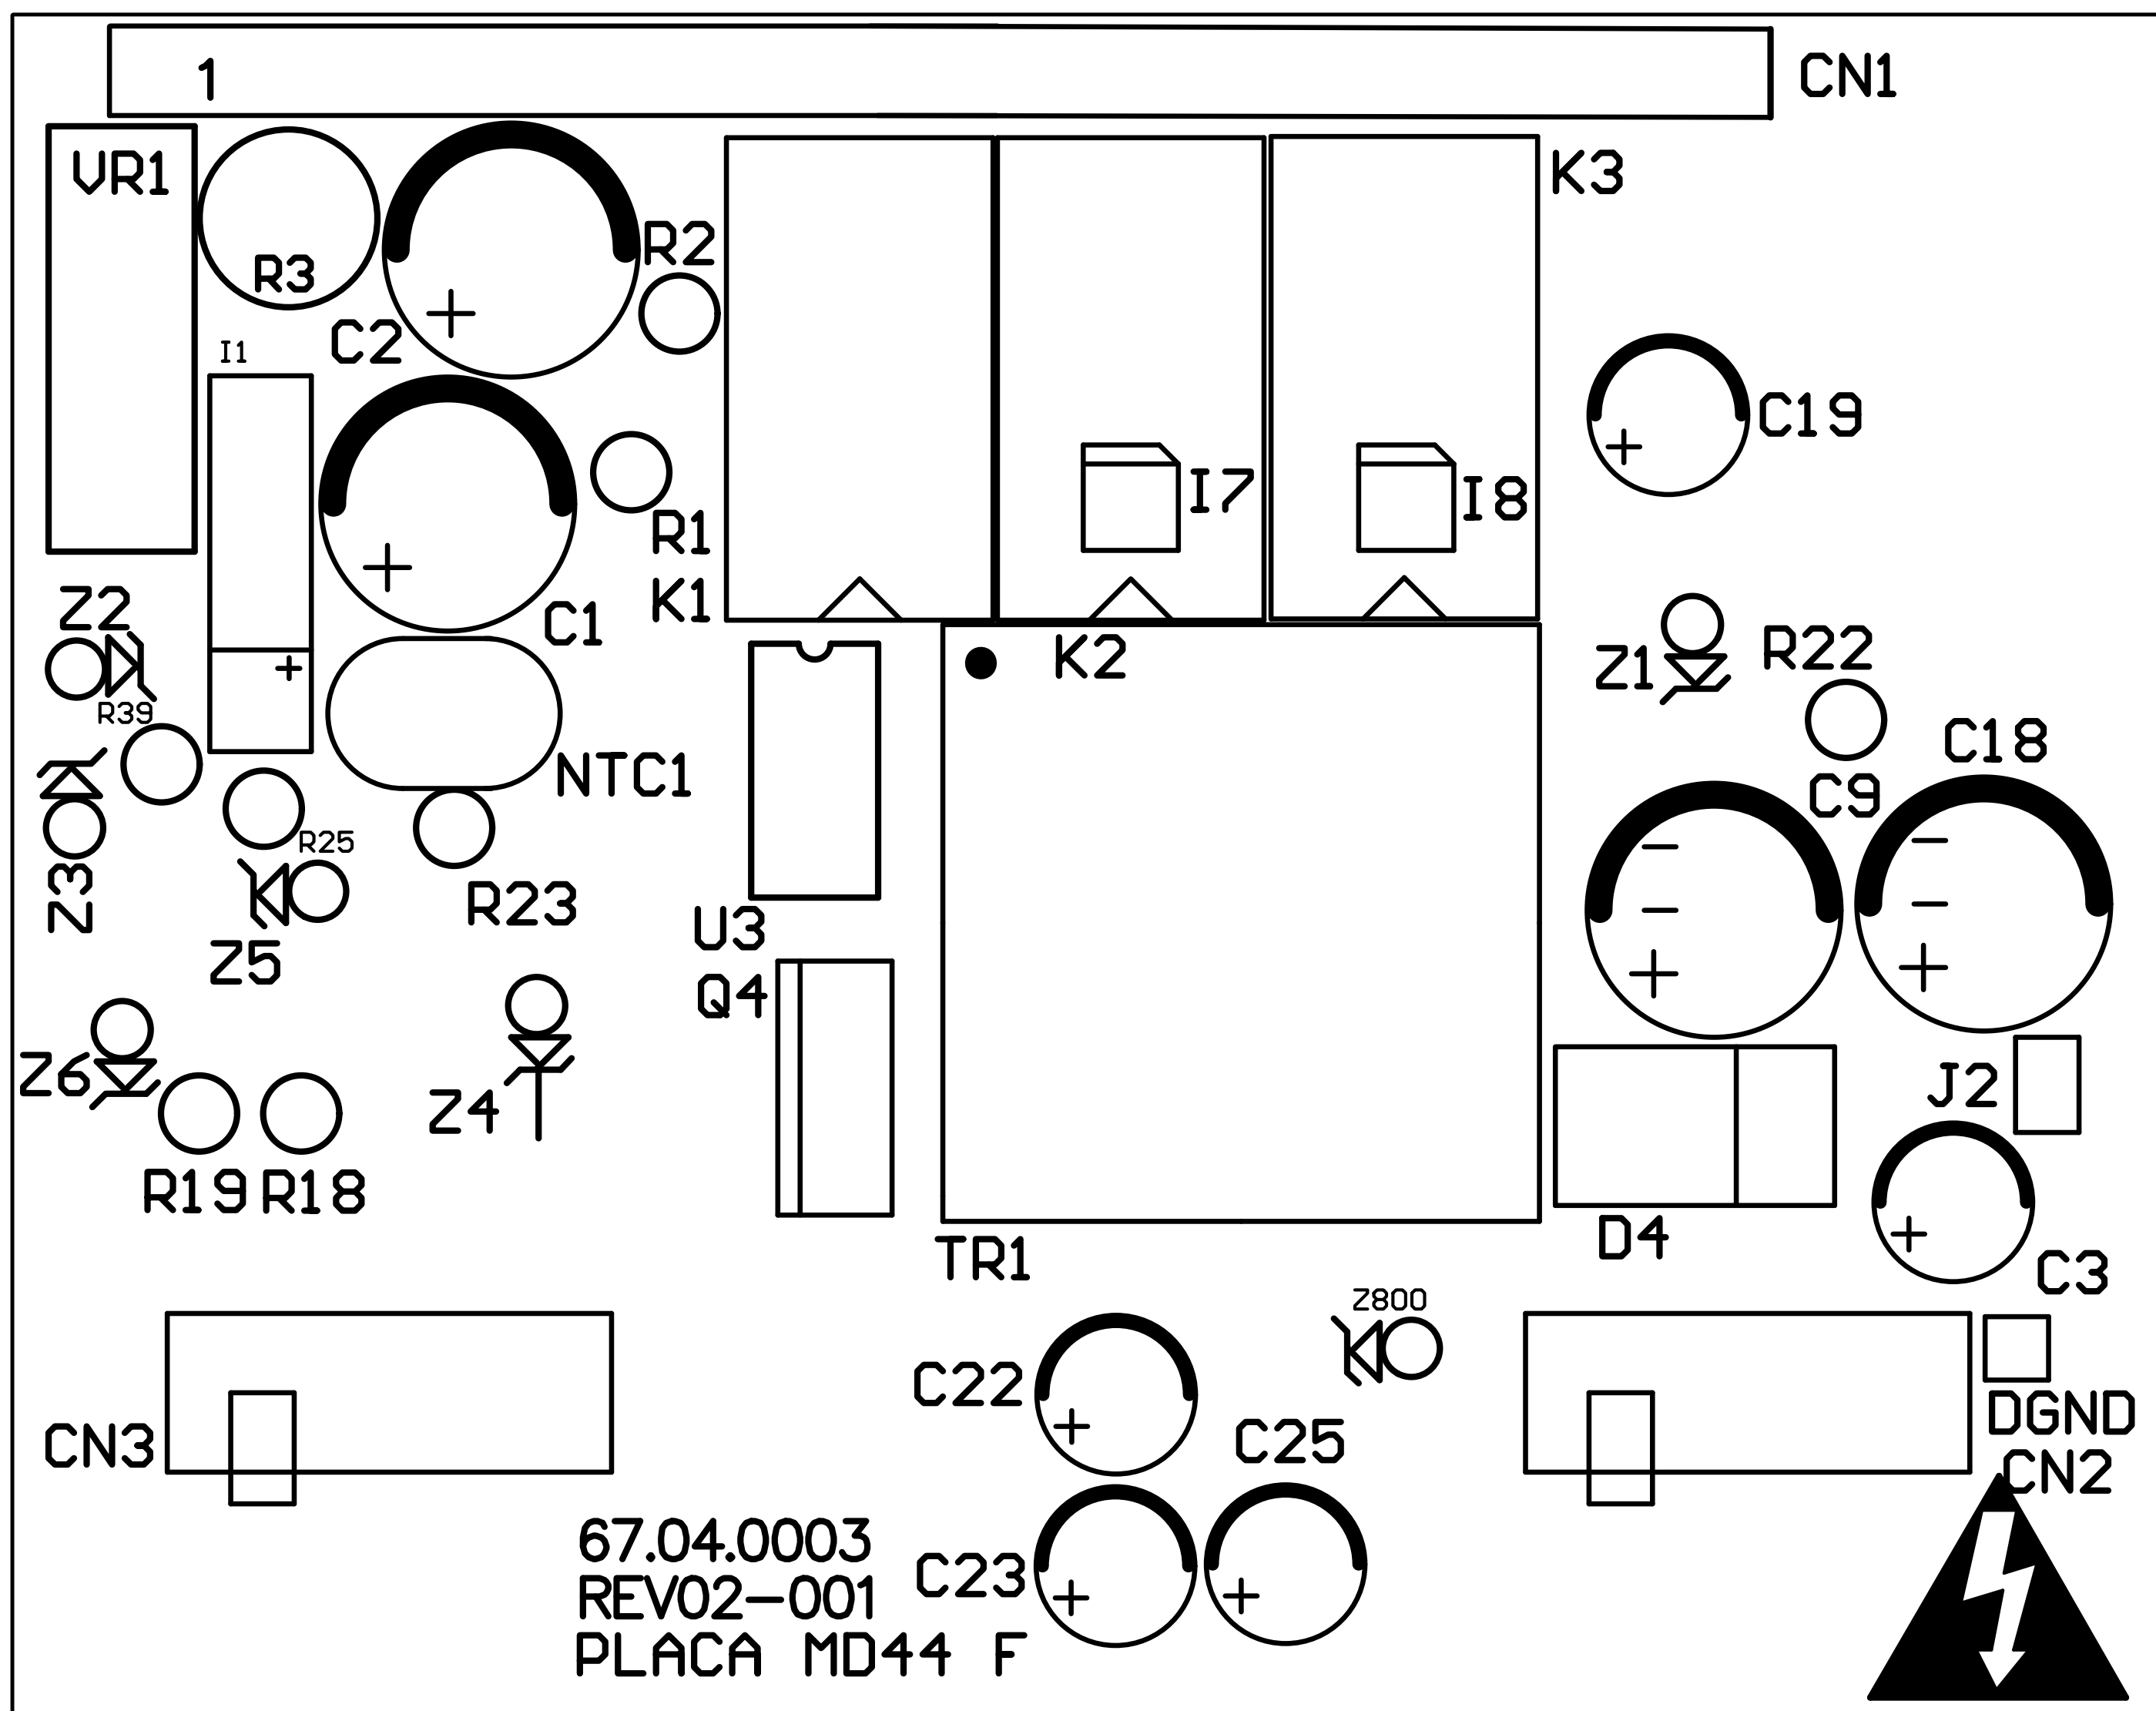 1
CN1
VR1
K3
R2
R3
C2
I1
C19
I7
I8
R1
K1
Z2
C1
K2
Z1
R22
R39
C18
NTC1
C9
R25
Z3
R23
U3
Z5
Q4
Z6
Z4
J2
R19
R18
D4
TR1
C3
Z800
C22
DGND
C25
CN3
CN2
67.04.0003
REV02-001
C23
PLACA MD44 F